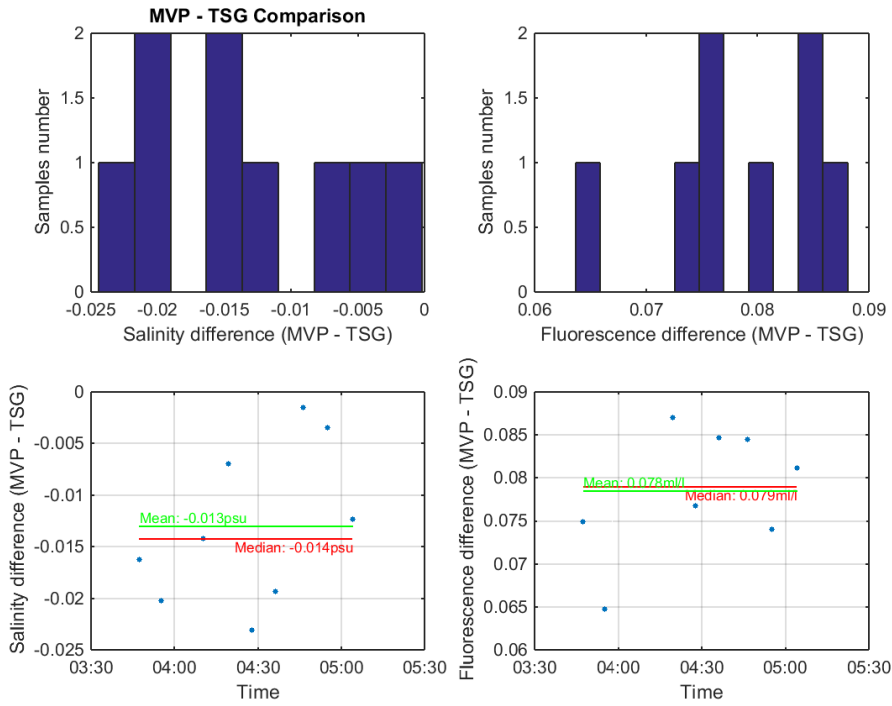 MVP - TSG Comparison
Samples number
2
1.5
1
0.5
0
-0.025 -0.02 -0.015 -0.01 -0.005 0
Salinity difference (MVP - TSG)
Samples number
2
1.5
1
0.5
0
0.06 0.07 0.08 0.09
Fluorescence difference (MVP - TSG)
Salinity difference (MVP - TSG)
0
-0.005
-0.01
-0.015
-0.02
-0.025
Mean: -0.013psu
Median: -0.014psu
03:30 04:00 04:30 05:00 05:30
Time
Fluorescence difference (MVP - TSG)
0.09
0.085
0.08
0.075
0.07
0.065
0.06
Mean: 0.078ml/l
Median: 0.079ml/l
03:30 04:00 04:30 05:00 05:30
Time